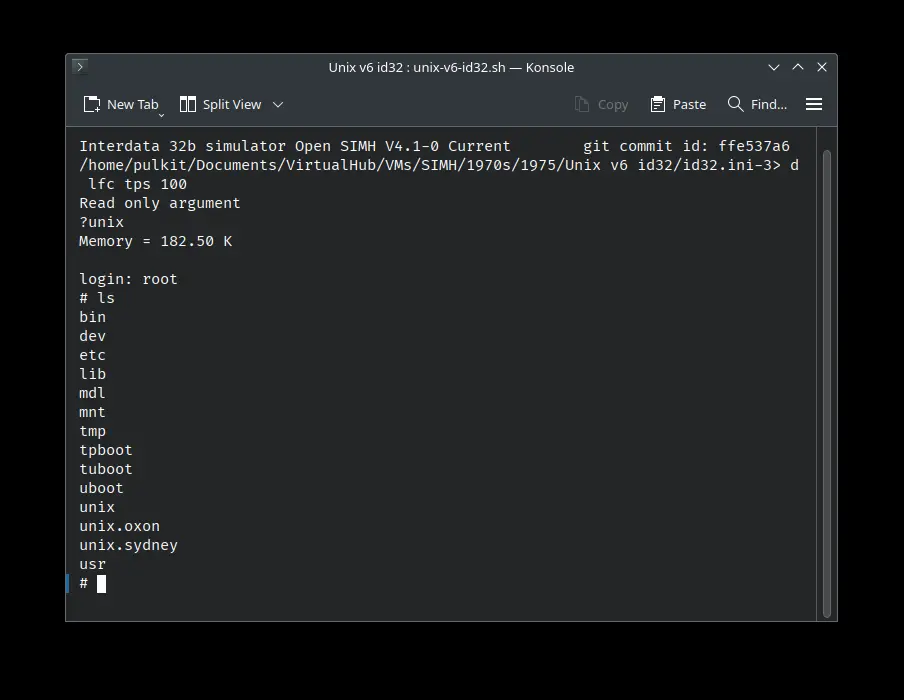 Unix v6 id32 : unix-v6-id32.sh — Konsole
New Tab Split View Copy Paste Find...
Interdata 32b simulator Open SIMH V4.1-0 Current        git commit id: ffe537a6
/home/pulkit/Documents/VirtualHub/VMs/SIMH/1970s/1975/Unix v6 id32/id32.ini-3> d
 lfc tps 100
Read only argument
?unix
Memory = 182.50 K
login: root
# ls
bin
dev
etc
lib
mdl
mnt
tmp
tpboot
tuboot
uboot
unix
unix.oxon
unix.sydney
usr
#